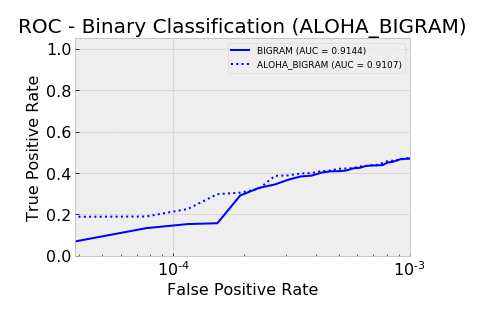 ROC - Binary Classification (ALOHA_BIGRAM)
BIGRAM (AUC = 0.9144)
ALOHA_BIGRAM (AUC = 0.9107)
True Positive Rate
1.0
0.8
0.6
0.4
0.2
0.0
10⁻⁴
10⁻³
False Positive Rate